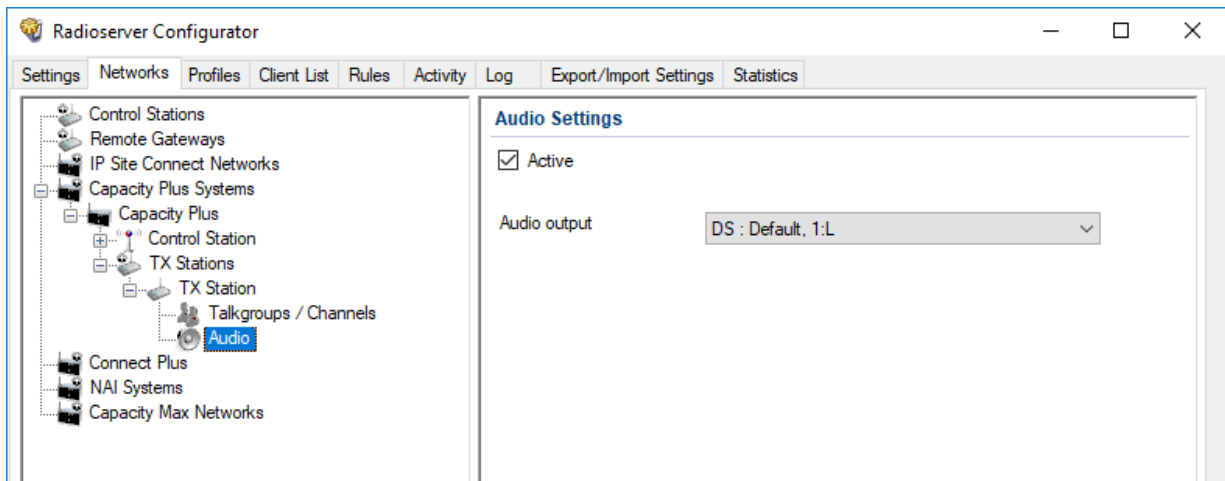 Radioserver Configurator
Settings Networks Profiles Client List Rules Activity Log Export/Import Settings Statistics
Control Stations
Remote Gateways
IP Site Connect Networks
Capacity Plus Systems
Capacity Plus
Control Station
TX Stations
TX Station
Talkgroups / Channels
Audio
Connect Plus
NAI Systems
Capacity Max Networks
Audio Settings
Active
Audio output DS : Default, 1:L